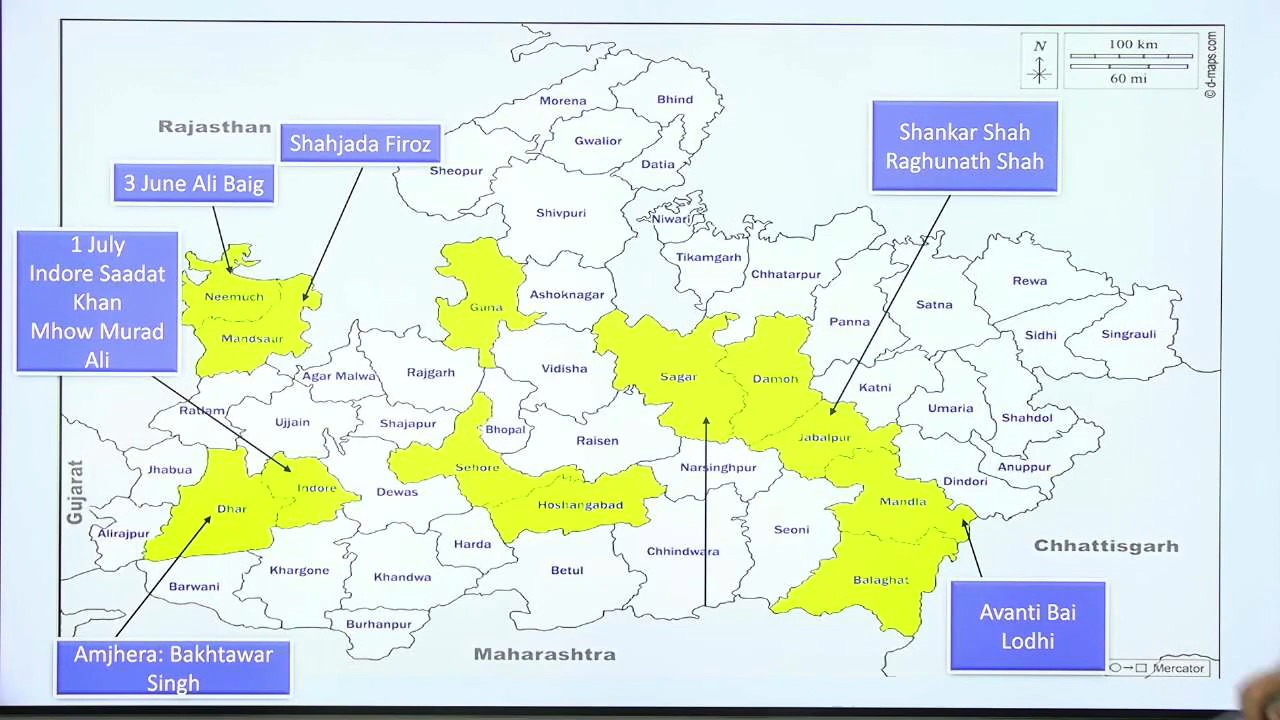 N
100 km
60 mi
© d-maps.com
Rajasthan
Morena
Bhind
Gwalior
Datia
Sheopur
Shivpuri
Niwari
Tikamgarh
Chhatarpur
Shahjada Firoz
3 June Ali Baig
1 July
Indore Saadat
Khan
Mhow Murad
Ali
Shankar Shah
Raghunath Shah
Neemuch
Mandsaur
Guna
Ashoknagar
Panna
Satna
Rewa
Sidhi
Singrauli
Agar Malwa
Rajgarh
Vidisha
Sagar
Damoh
Katni
Umaria
Shahdol
Ratlam
Ujjain
Shajapur
Bhopal
Raisen
Jabalpur
Gujarat
Jhabua
Dhar
Indore
Dewas
Sehore
Hoshangabad
Narsinghpur
Dindori
Anuppur
Mandla
Alirajpur
Barwani
Khargone
Khandwa
Harda
Betul
Chhindwara
Seoni
Balaghat
Chhattisgarh
Burhanpur
Maharashtra
Amjhera: Bakhtawar
Singh
Avanti Bai
Lodhi
Mercator